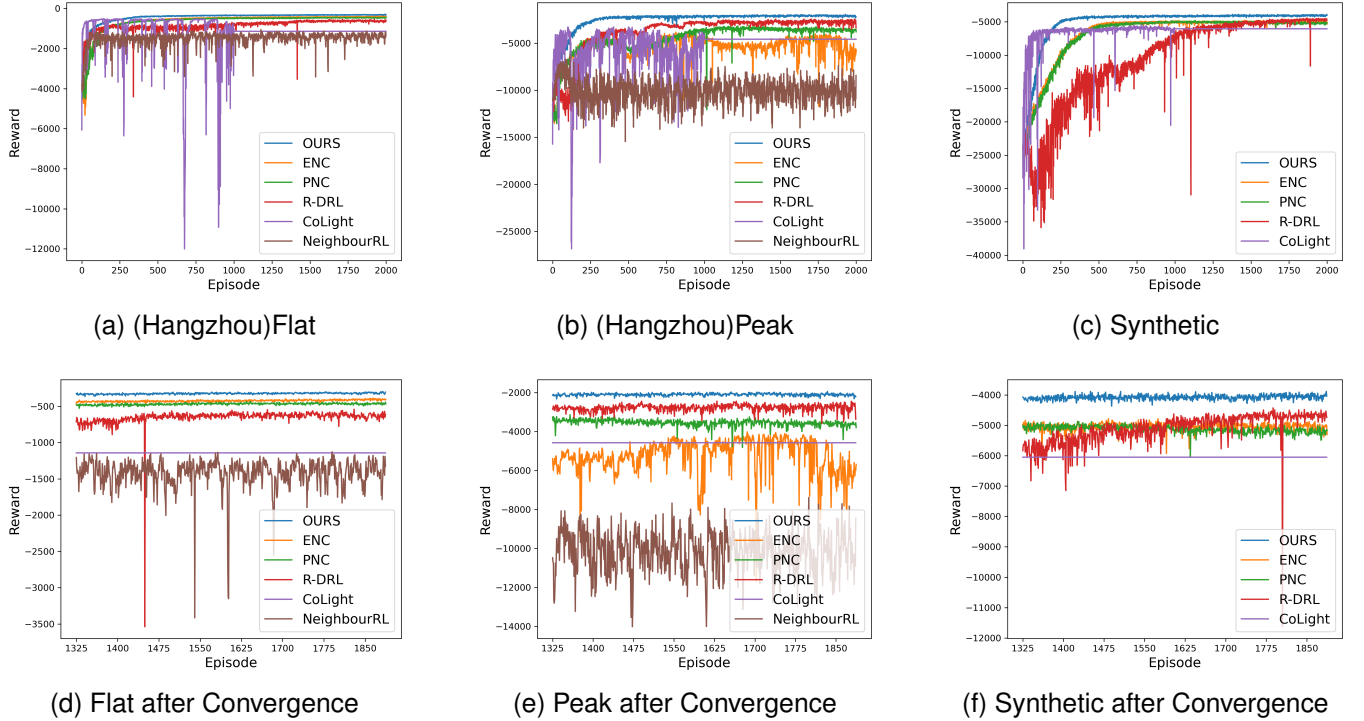 0
−2000
−4000
−6000
−8000
−10000
−12000
Reward
0 250 500 750 1000 1250 1500 1750 2000
Episode
OURS
ENC
PNC
R-DRL
CoLight
NeighbourRL
(a) (Hangzhou)Flat
−5000
−10000
−15000
−20000
−25000
Reward
0 250 500 750 1000 1250 1500 1750 2000
Episode
OURS
ENC
PNC
R-DRL
CoLight
NeighbourRL
(b) (Hangzhou)Peak
−5000
−10000
−15000
−20000
−25000
−30000
−35000
−40000
Reward
0 250 500 750 1000 1250 1500 1750 2000
Episode
OURS
ENC
PNC
R-DRL
CoLight
(c) Synthetic
−500
−1000
−1500
−2000
−2500
−3000
−3500
Reward
1325 1400 1475 1550 1625 1700 1775 1850
Episode
OURS
ENC
PNC
R-DRL
CoLight
NeighbourRL
(d) Flat after Convergence
−2000
−4000
−6000
−8000
−10000
−12000
−14000
Reward
1325 1400 1475 1550 1625 1700 1775 1850
Episode
OURS
ENC
PNC
R-DRL
CoLight
NeighbourRL
(e) Peak after Convergence
−4000
−5000
−6000
−7000
−8000
−9000
−10000
−11000
−12000
Reward
1325 1400 1475 1550 1635 1700 1775 1850
Episode
OURS
ENC
PNC
R-DRL
CoLight
(f) Synthetic after Convergence